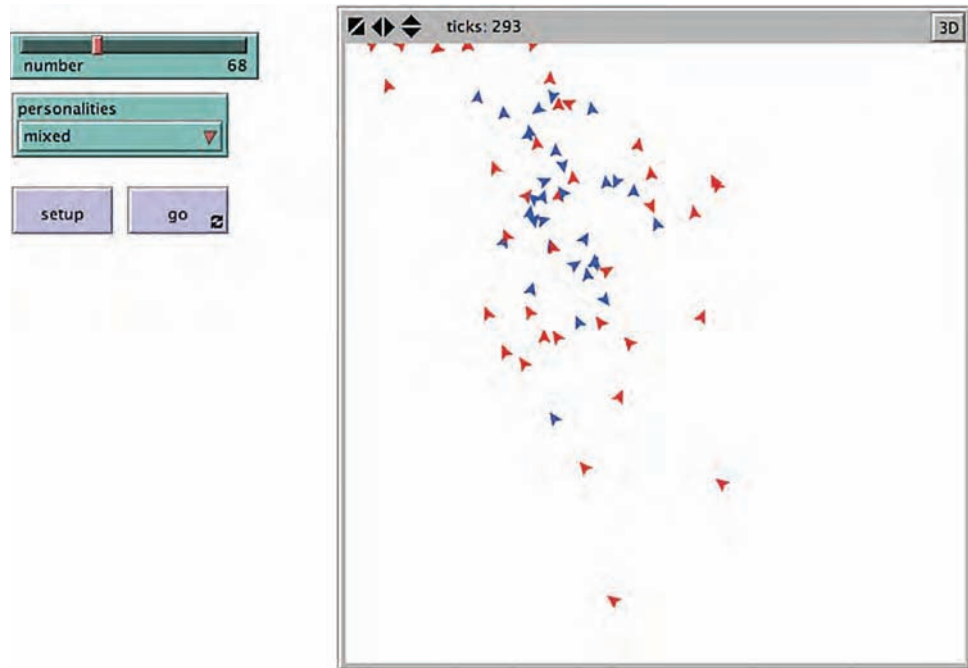 ticks: 293
3D
number 68
personalities
mixed
setup
go